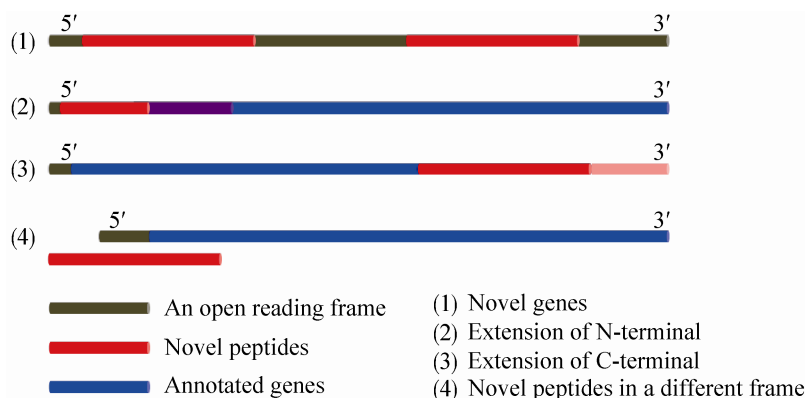 5′ 3′
(1)
5′ 3′
(2)
5′ 3′
(3)
5′ 3′
(4)
An open reading frame
Novel peptides
Annotated genes
(1) Novel genes
(2) Extension of N-terminal
(3) Extension of C-terminal
(4) Novel peptides in a different frame